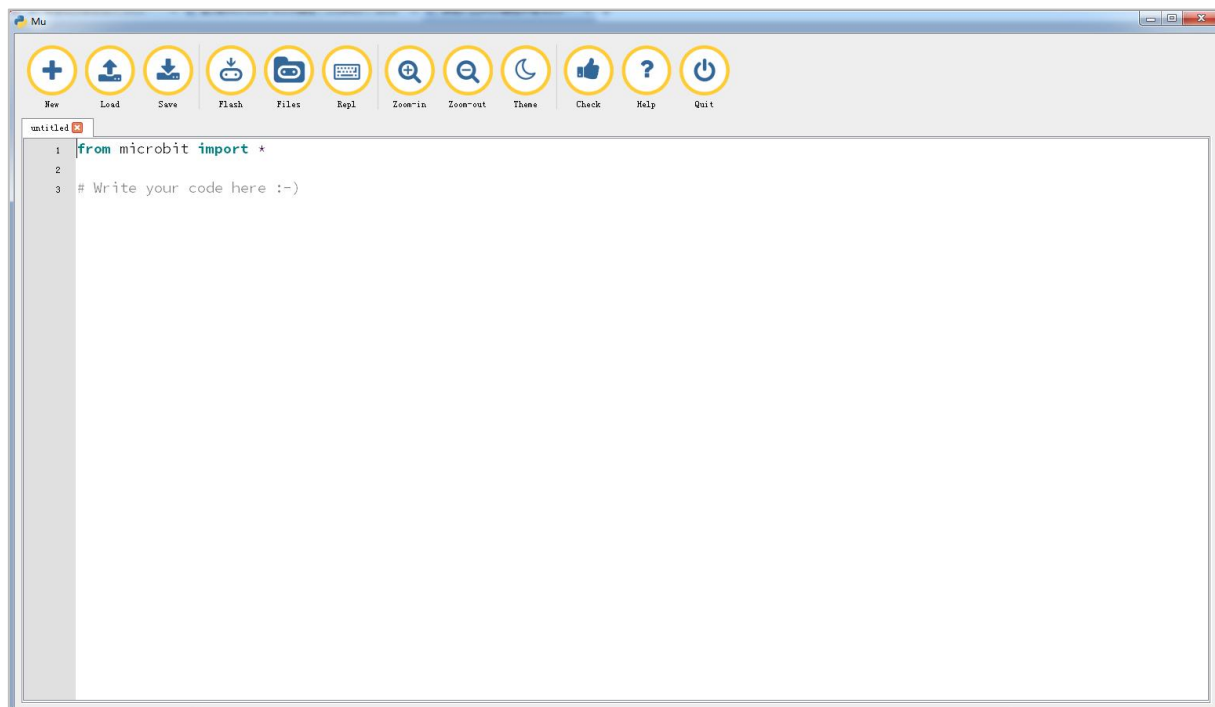 Mu
New Load Save Flash Files Repl Zoom-in Zoom-out Theme Check Help Quit
untitled
1 from microbit import *
2
3 # Write your code here :-)